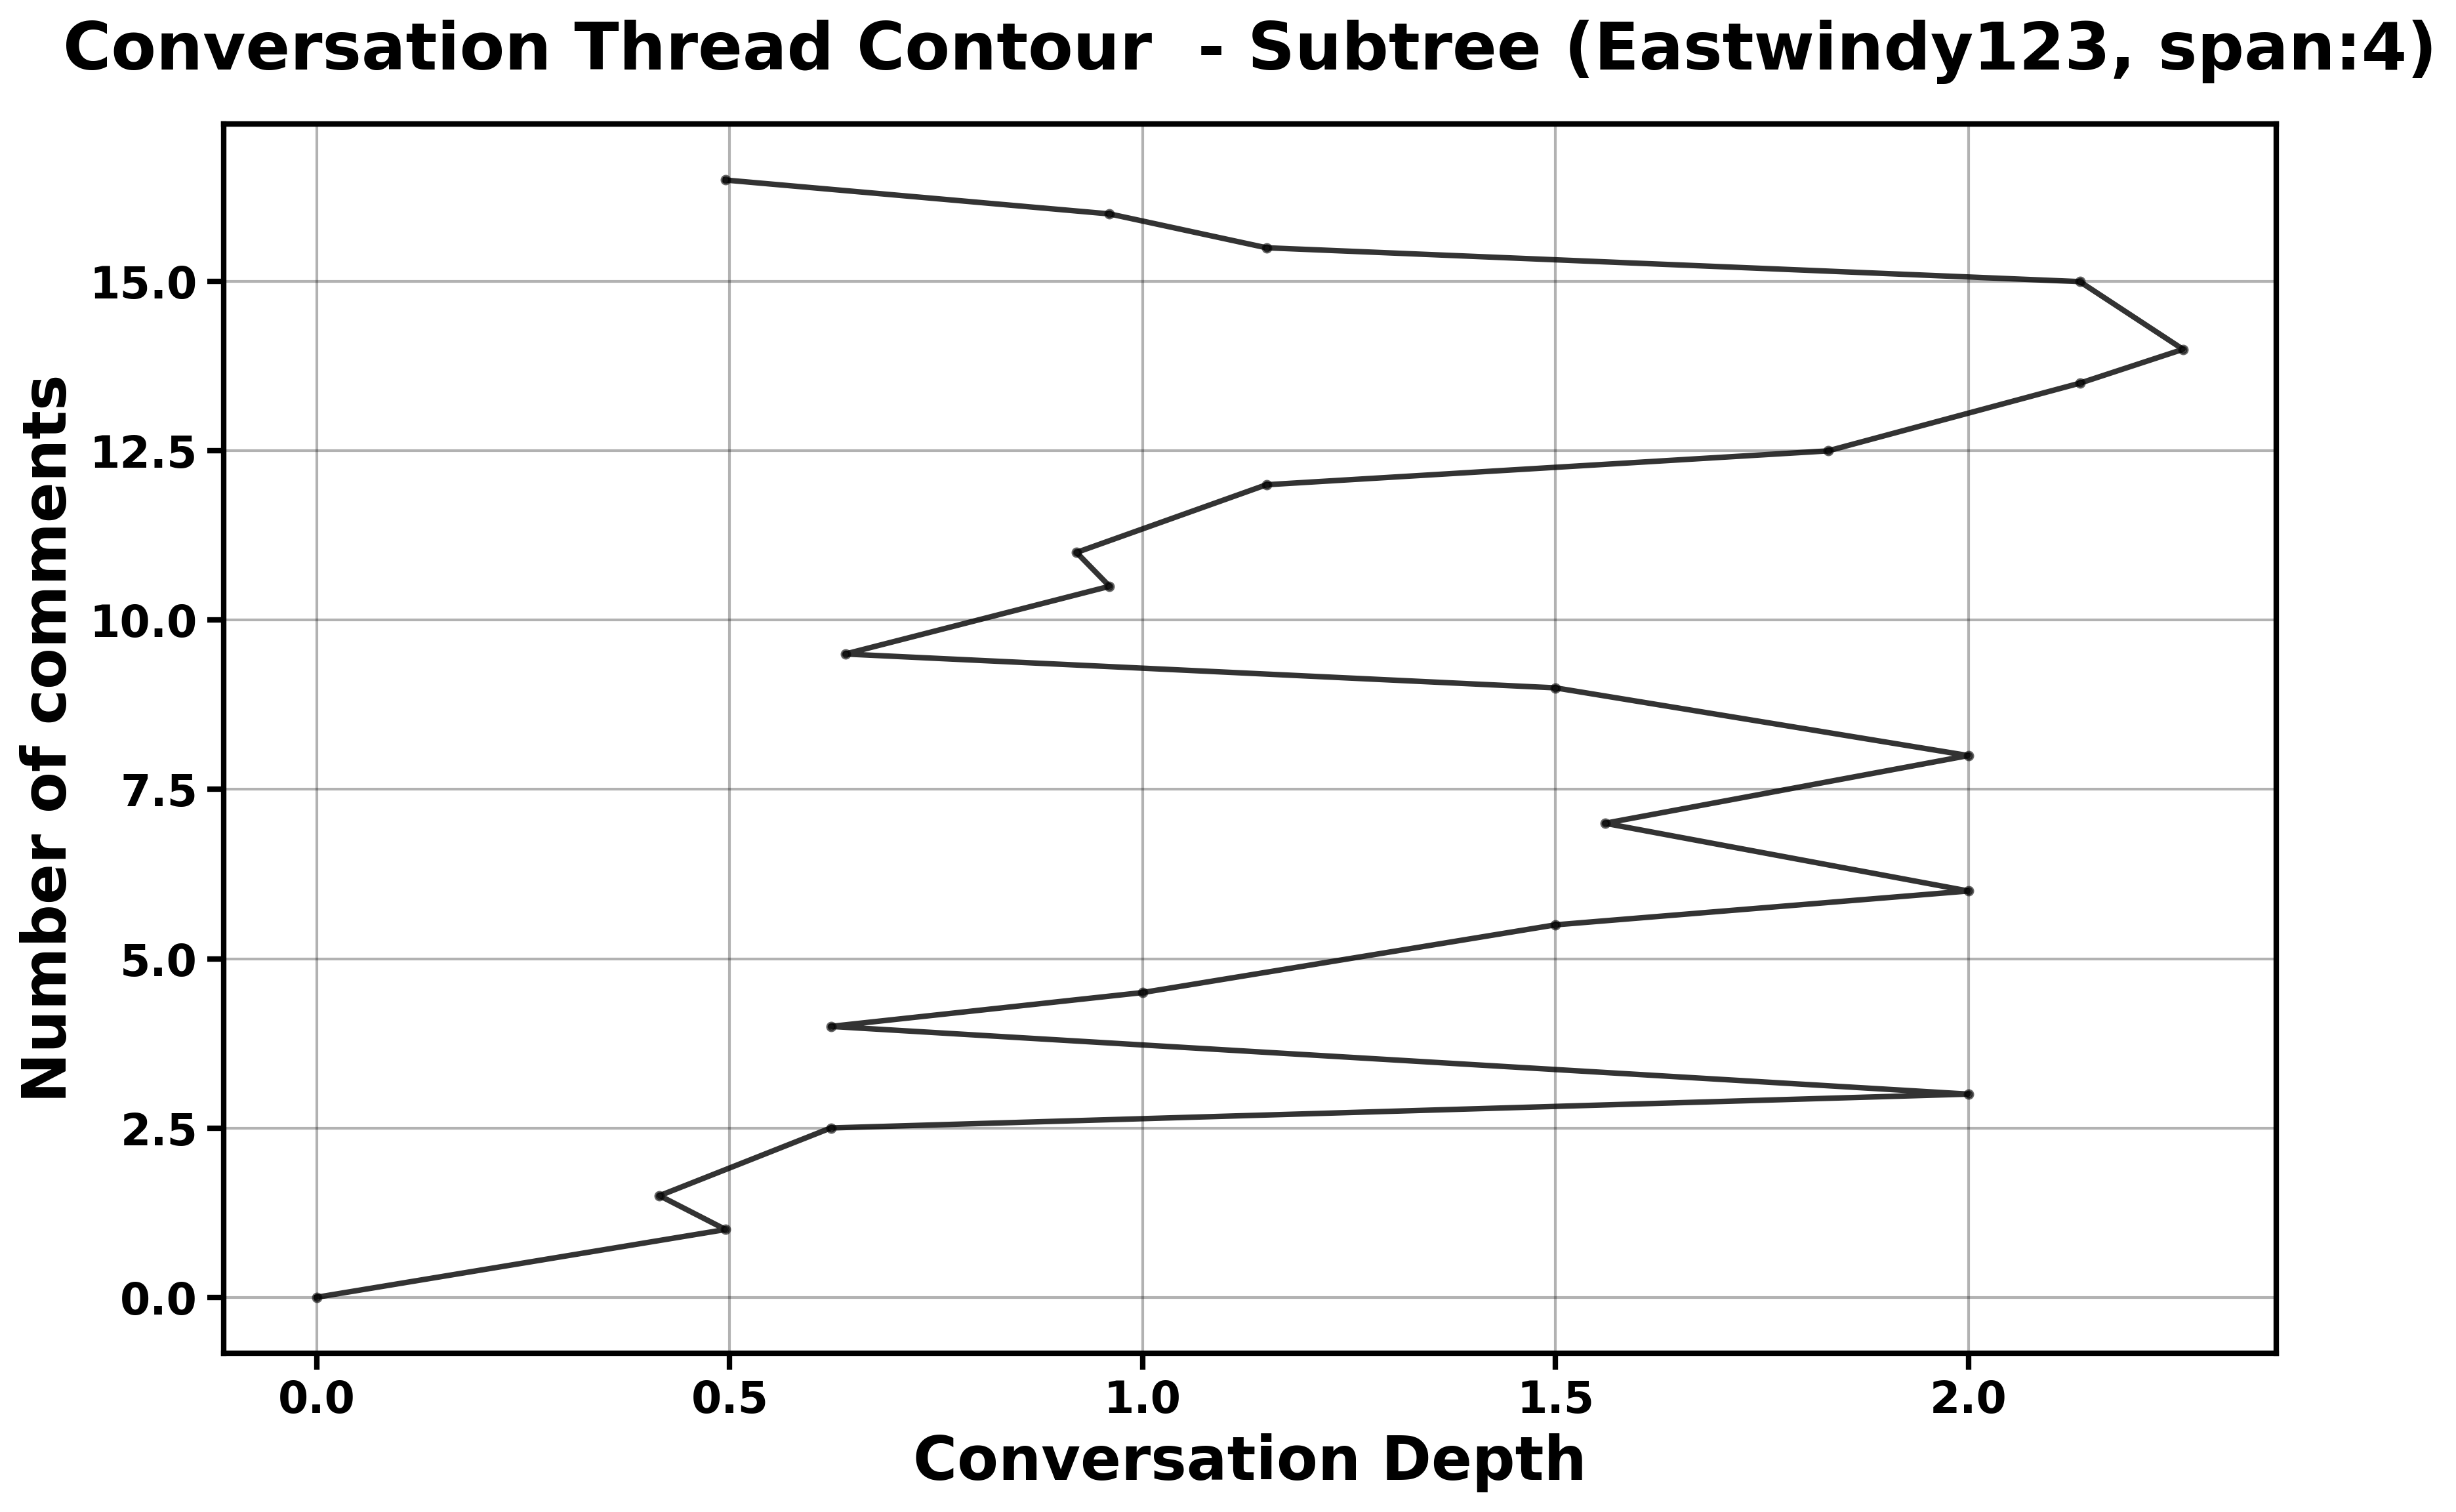 Conversation Thread Contour - Subtree (Eastwindy123, span:4)
Number of comments
15.0
12.5
10.0
7.5
5.0
2.5
0.0
0.0 0.5 1.0 1.5 2.0
Conversation Depth